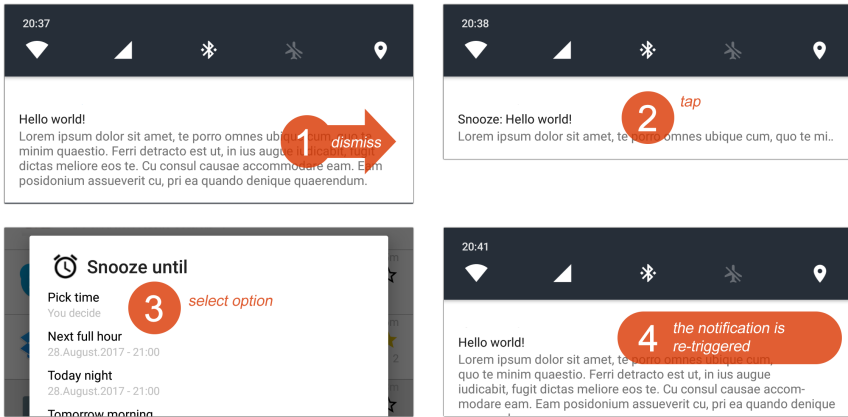 20:37
Hello world!
Lorem ipsum dolor sit amet, te porro omnes ubique cum, quo te
minim quaestio. Ferri detracto est ut, in ius augue iudicabit, fugit
dictas meliore eos te. Cu consul causae accommodare eam. Eam
posidonium assueverit cu, pri ea quando denique quaerendum.
1 dismiss
20:38
Snooze: Hello world!
Lorem ipsum dolor sit amet, te porro omnes ubique cum, quo te mi..
2 tap
Snooze until
Pick time
You decide
3 select option
Next full hour
28.August.2017 - 21:00
Today night
28.August.2017 - 21:00
Tomorrow morning
20:41
4 the notification is
re-triggered
Hello world!
Lorem ipsum dolor sit amet, te porro omnes ubique cum,
quo te minim quaestio. Ferri detracto est ut, in ius augue
iudicabit, fugit dictas meliore eos te. Cu consul causae accom-
modare eam. Eam posidonium assueverit cu, pri ea quando denique